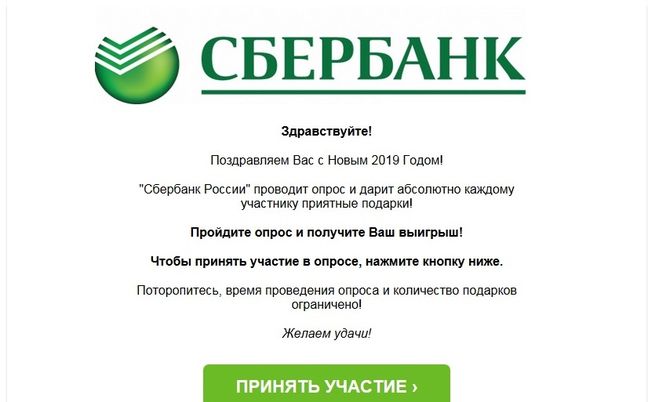 СБЕРБАНК
Здравствуйте!
Поздравляем Вас с Новым 2019 Годом!
"Сбербанк России" проводит опрос и дарит абсолютно каждому
участнику приятные подарки!
Пройдите опрос и получите Ваш выигрыш!
Чтобы принять участие в опросе, нажмите кнопку ниже.
Поторопитесь, время проведения опроса и количество подарков
ограничено!
Желаем удачи!
ПРИНЯТЬ УЧАСТИЕ ›